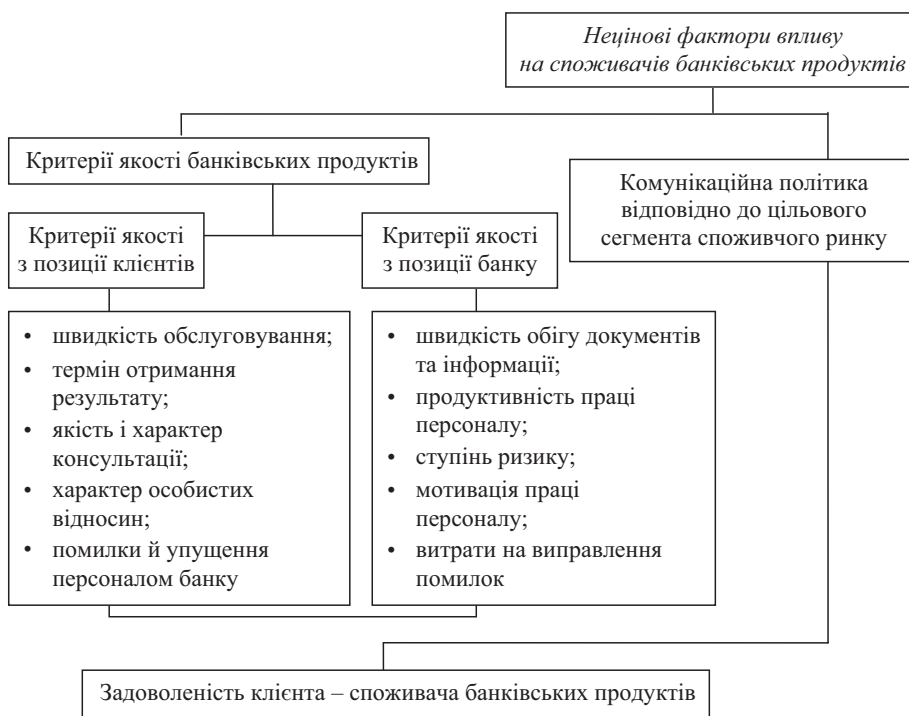 Нецінові фактори впливу
на споживачів банківських продуктів
Критерії якості банківських продуктів
Комунікаційна політика
відповідно до цільового
сегмента споживчого ринку
Критерії якості
з позиції клієнтів
Критерії якості
з позиції банку
• швидкість обслуговування;
• термін отримання
результату;
• якість і характер
консультації;
• характер особистих
відносин;
• помилки й упущення
персоналом банку
• швидкість обігу документів
та інформації;
• продуктивність праці
персоналу;
• ступінь ризику;
• мотивація праці
персоналу;
• витрати на виправлення
помилок
Задоволеність клієнта – споживача банківських продуктів